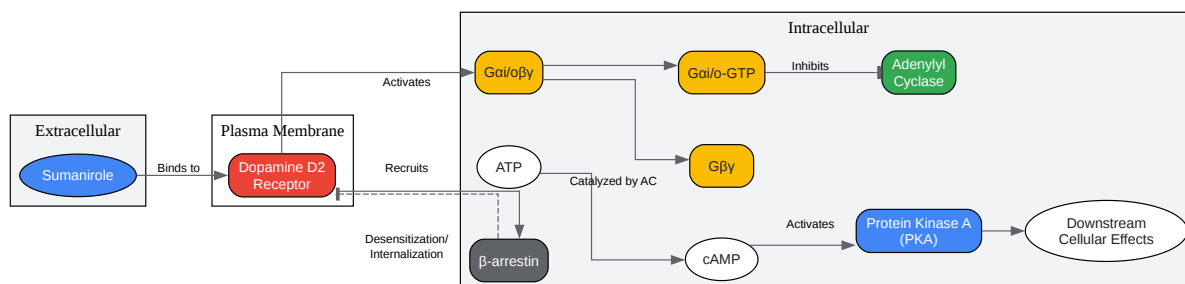 Intracellular
Gαi/oβγ
Gαi/o-GTP
Inhibits
Adenylyl
Cyclase
Activates
Extracellular
Plasma Membrane
Sumanirole
Binds to
Dopamine D2
Receptor
Recruits
ATP
Catalyzed by AC
Gβγ
Desensitization/
Internalization
β-arrestin
cAMP
Activates
Protein Kinase A
(PKA)
Downstream
Cellular Effects